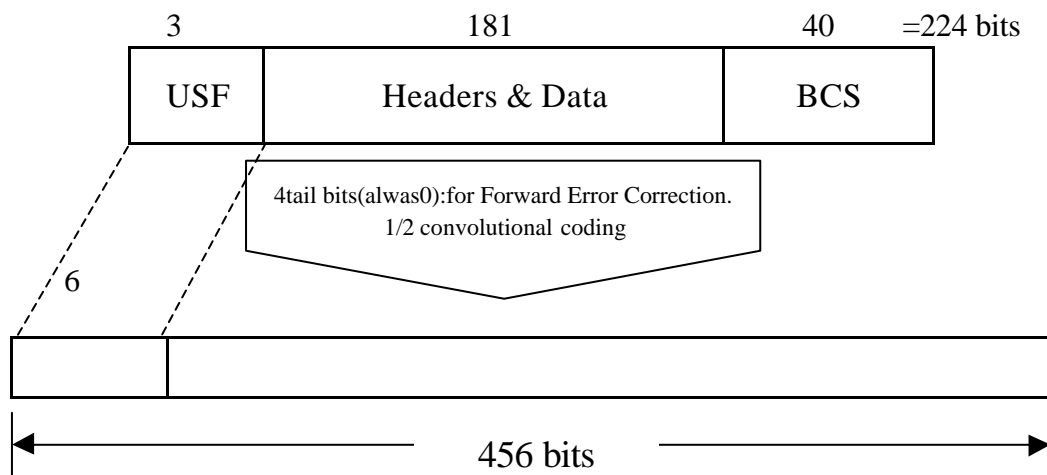 3 181 40 =224 bits
USF Headers & Data BCS
4tail bits(alwas0):for Forward Error Correction.
1/2 convolutional coding
6
456 bits